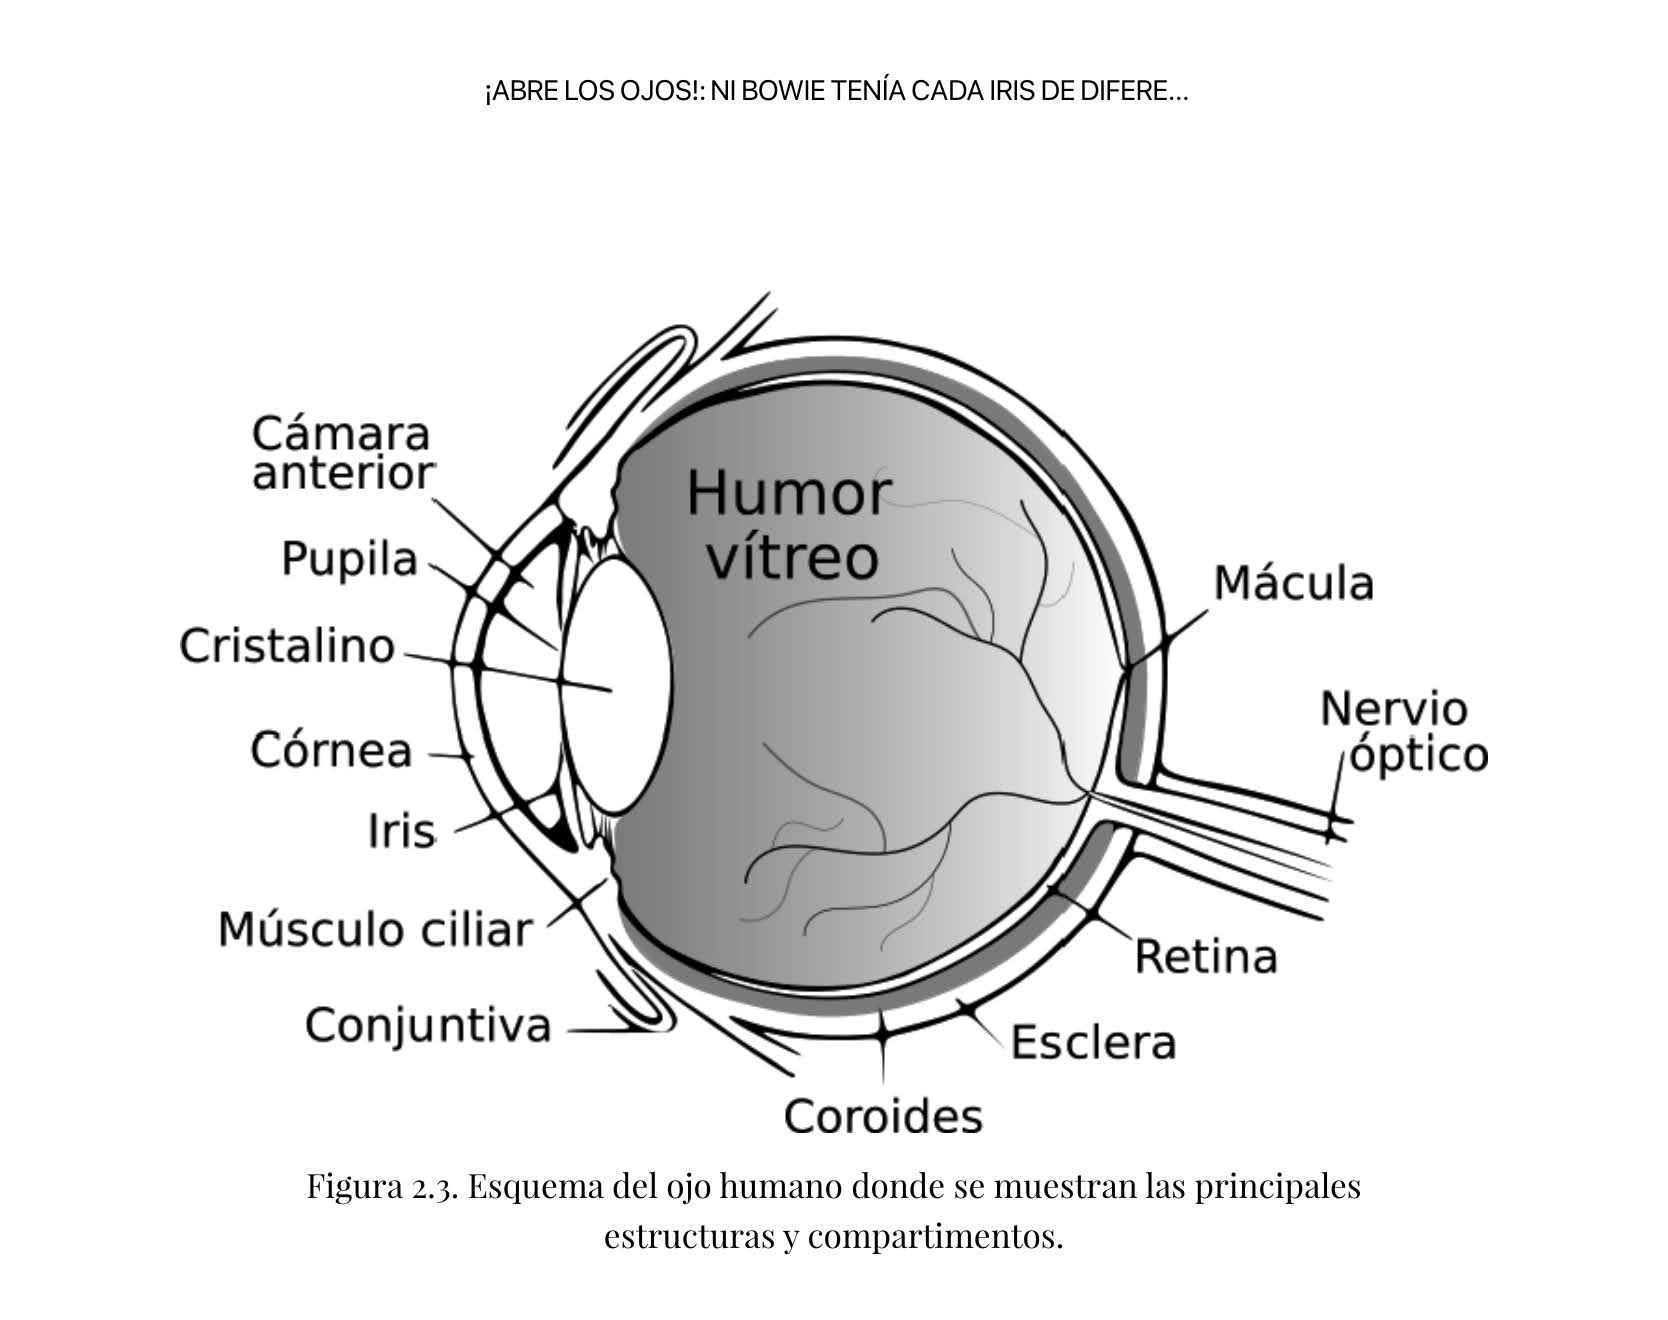 ¡ABRE LOS OJOS!: NI BOWIE TENÍA CADA IRIS DE DIFERE...
Cámara
anterior
Pupila
Cristalino
Córnea
Iris
Músculo ciliar
Conjuntiva
Humor
vítreo
Mácula
Nervio
óptico
Retina
Esclera
Coroides
Figura 2.3. Esquema del ojo humano donde se muestran las principales
estructuras y compartimentos.